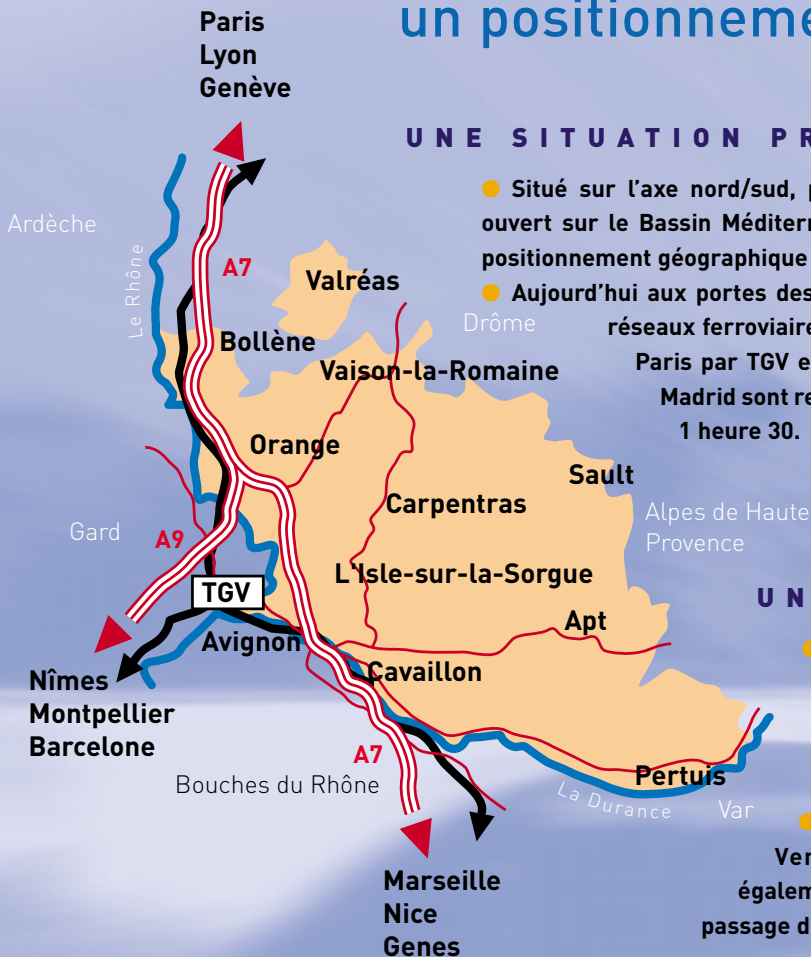 un positionneme
Paris
Lyon
Genève
UNE SITUATION PR
Situé sur l'axe nord/sud, p
ouvert sur le Bassin Méditerr
positionnement géographique
Aujourd'hui aux portes des
réseaux ferroviaire
Paris par TGV e
Madrid sont re
1 heure 30.
Ardèche
Le Rhône
A7
Valréas
Drôme
Bollène
Vaison-la-Romaine
Orange
Sault
Carpentras
Alpes de Haute
Provence
Gard
A9
L'Isle-sur-la-Sorgue
TGV
UN
Apt
Avignon
Cavaillon
Nîmes
Montpellier
Barcelone
A7
Bouches du Rhône
Pertuis
La Durance
Var
Ver
égalem
passage d
Marseille
Nice
Genes